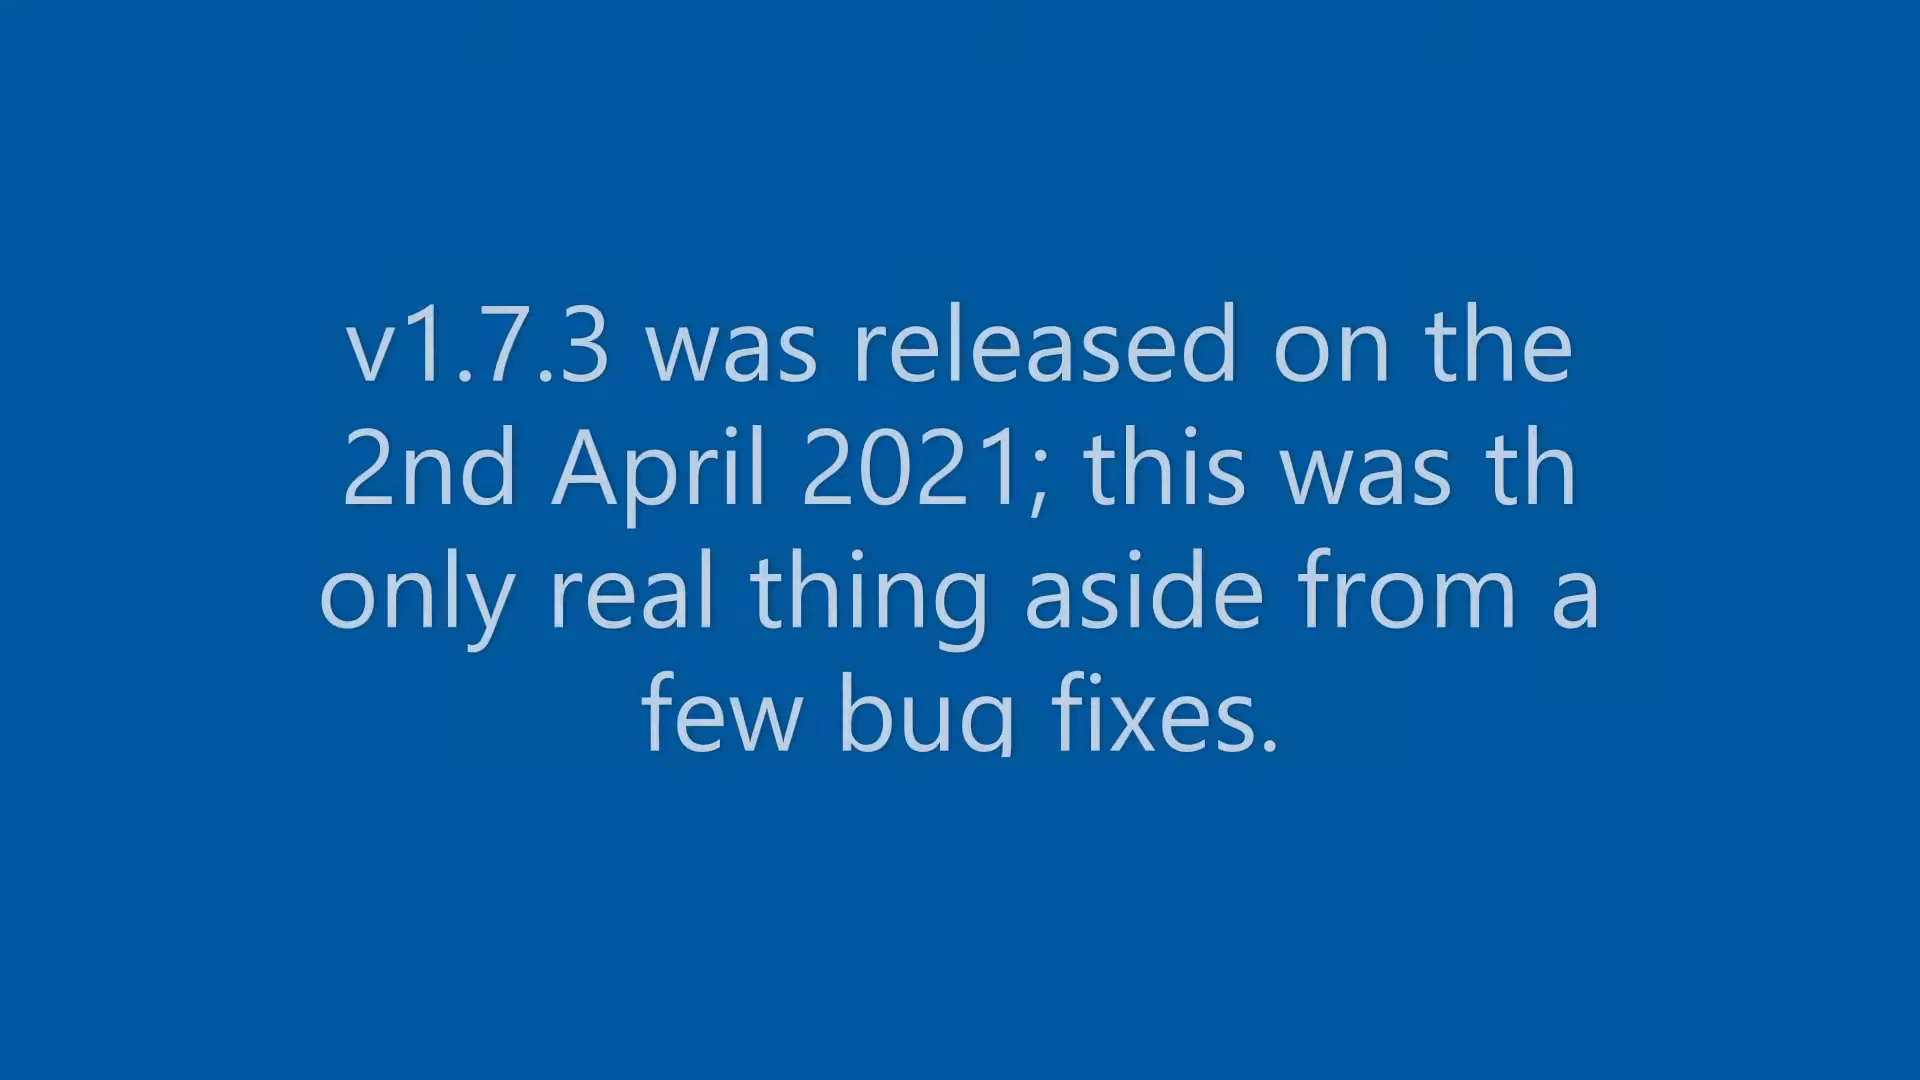 v1.7.3 was released on the
2nd April 2021; this was th
only real thing aside from a
few bug fixes.